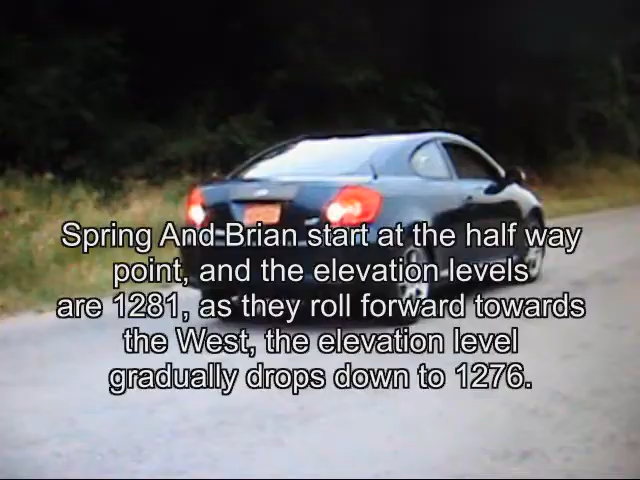 Spring And Brian start at the half way
point, and the elevation levels
are 1281, as they roll forward towards
the West, the elevation level
gradually drops down to 1276.